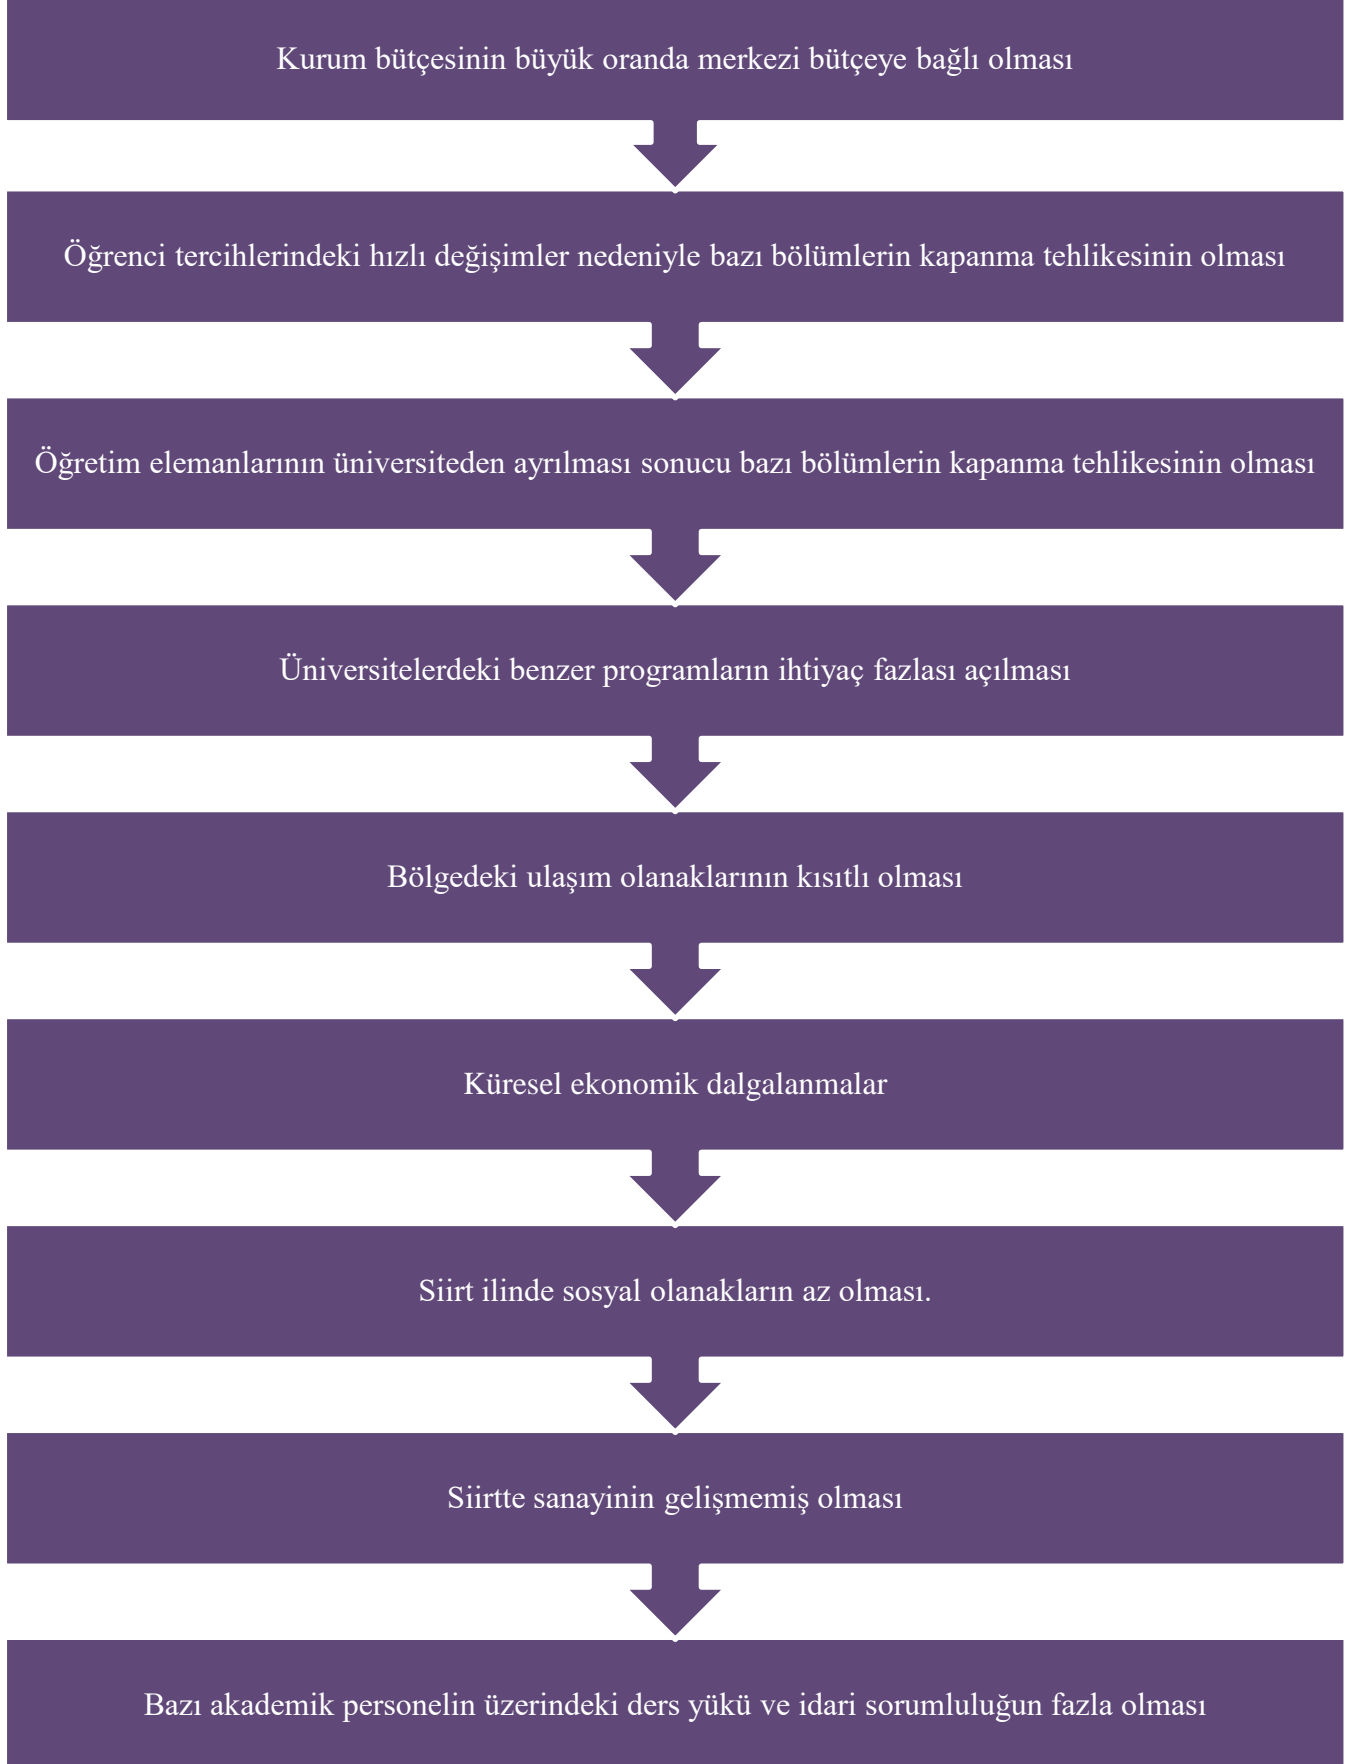 Kurum bütçesinin büyük oranda merkezi bütçeye bağlı olması
Öğrenci tercihlerindeki hızlı değişimler nedeniyle bazı bölümlerin kapanma tehlikesinin olması
Öğretim elemanlarının üniversiteden ayrılması sonucu bazı bölümlerin kapanma tehlikesinin olması
Üniversitelerdeki benzer programların ihtiyaç fazlası açılması
Bölgedeki ulaşım olanaklarının kısıtlı olması
Küresel ekonomik dalgalanmalar
Siirt ilinde sosyal olanakların az olması.
Siirtte sanayinin gelişmemiş olması
Bazı akademik personelin üzerindeki ders yükü ve idari sorumluluğun fazla olması